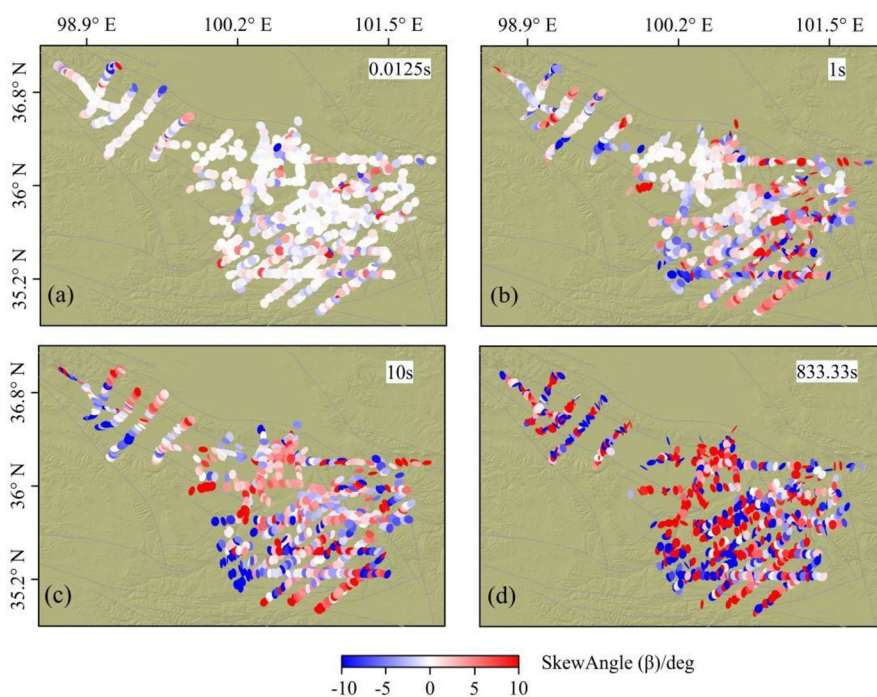 98.9° E 100.2° E 101.5° E 98.9° E 100.2° E 101.5° E
36.8° N
36° N
35.2° N
0.0125s
(a)
1s
(b)
36.8° N
36° N
35.2° N
10s
(c)
833.33s
(d)
SkewAngle (β)/deg
-10 -5 0 5 10